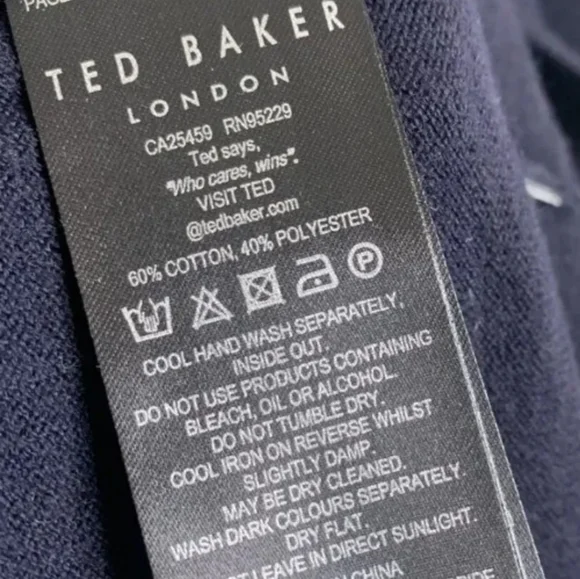 TED BAKER
LONDON
CA25459 RN95229
Ted says,
"Who cares, wins".
VISIT TED
@tedbaker.com
60% COTTON, 40% POLYESTER
P
COOL HAND WASH SEPARATELY,
INSIDE OUT.
DO NOT USE PRODUCTS CONTAINING
BLEACH, OIL OR ALCOHOL.
DO NOT TUMBLE DRY.
COOL IRON ON REVERSE WHILST
SLIGHTLY DAMP.
MAY BE DRY CLEANED.
WASH DARK COLOURS SEPARATELY.
DRY FLAT.
LEAVE IN DIRECT SUNLIGHT.
CHINA